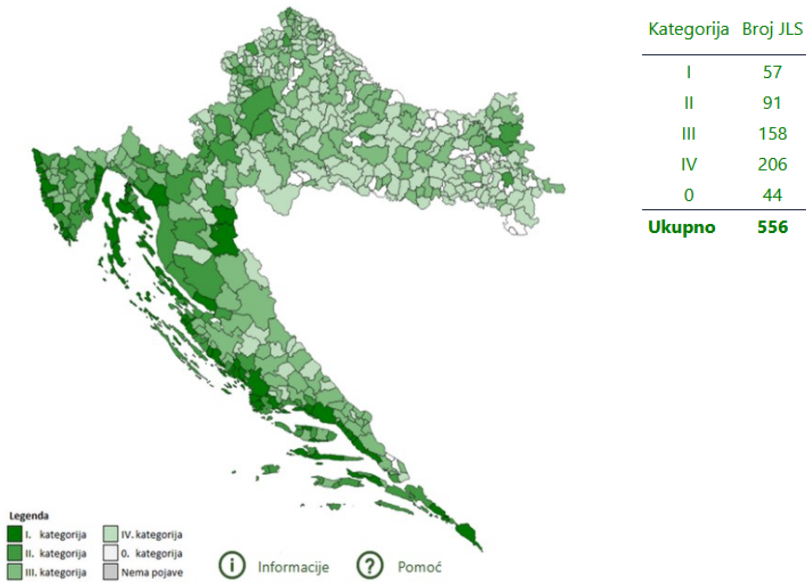 Kategorija Broj JLS
I 57
II 91
III 158
IV 206
0 44
Ukupno 556
Legenda
I. kategorija IV. kategorija
II. kategorija 0. kategorija
III. kategorija Nema pojave
i Informacije ? Pomoć